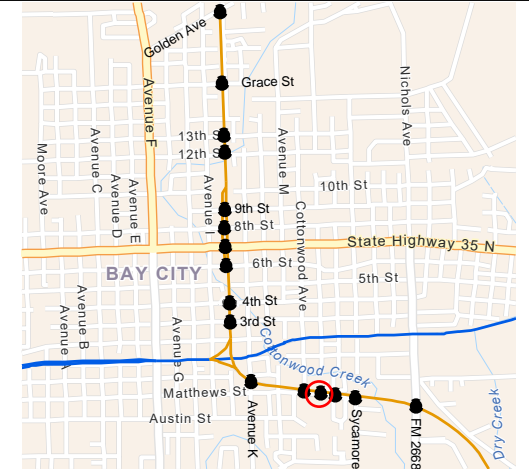 Golden Ave
Grace St
Nichols Ave
Avenue F
13th S
12th S
Avenue M
Avenue C
Moore Ave
10th St
Avenue I
Avenue D
Avenue E
9th St
8th St
Cottonwood Ave
State Highway 35 N
6th St
BAY CITY
5th St
4th St
3rd St
Avenue B
Avenue A
Avenue G
Cottonwood Creek
Matthews St
Austin St
Avenue K
Sycamore
FM 2668
Dry Creek